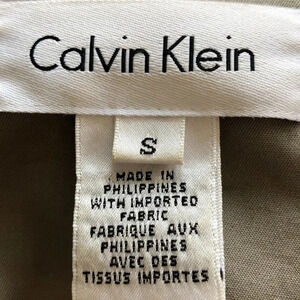 Calvin Klein
S
MADE IN
PHILIPPINES
WITH IMPORTED
FABRIC
FABRIQUE AUX
PHILIPPINES
AVEC DES
TISSUS IMPORTES